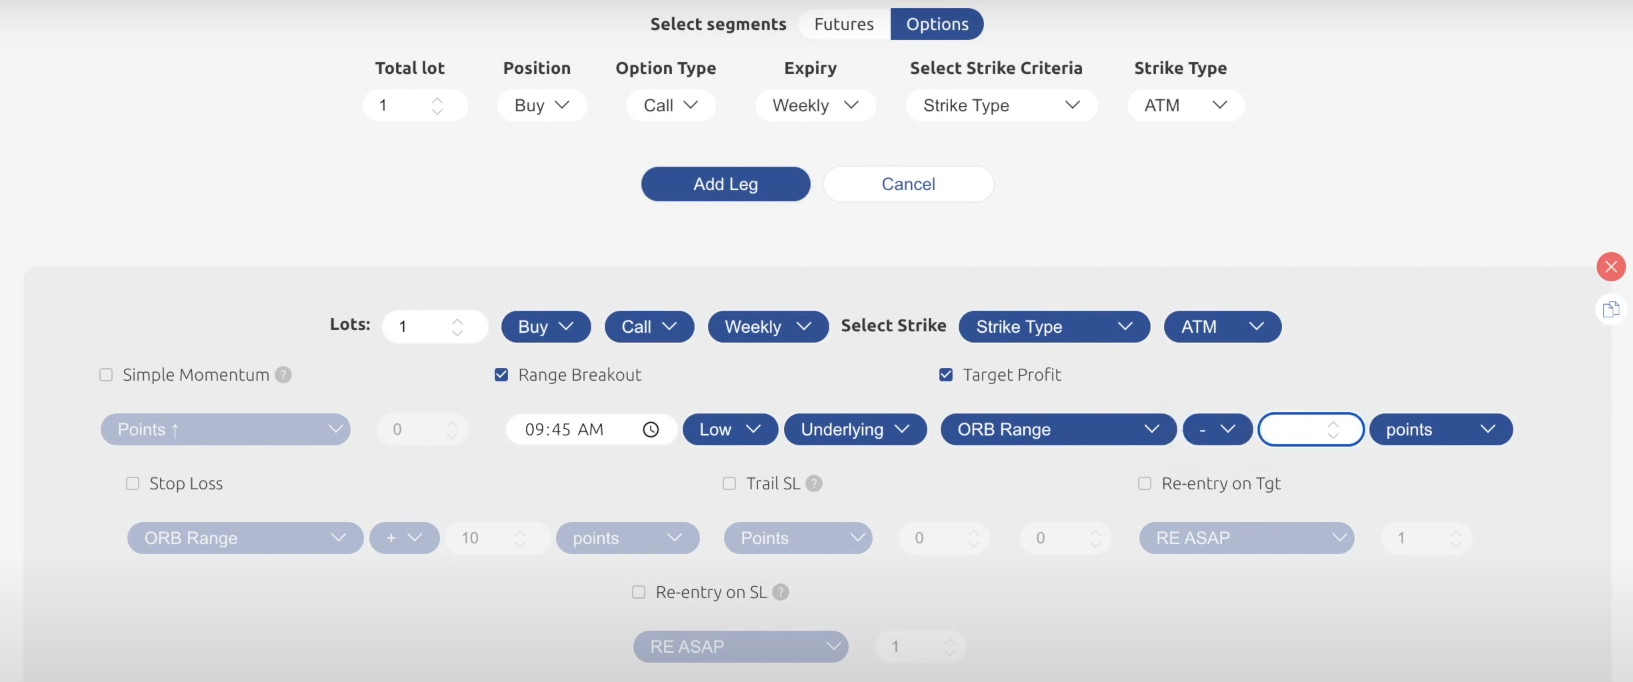 Select segments Futures Options
Total lot Position Option Type Expiry Select Strike Criteria Strike Type
1 Buy Call Weekly Strike Type ATM
Add Leg Cancel
Lots: 1 Buy Call Weekly Select Strike Strike Type ATM
Simple Momentum ? Range Breakout Target Profit
Points ↑ 0 09:45 AM Low Underlying ORB Range - points
Stop Loss Trail SL ? Re-entry on Tgt
ORB Range + 10 points Points 0 0 RE ASAP 1
Re-entry on SL ?
RE ASAP 1